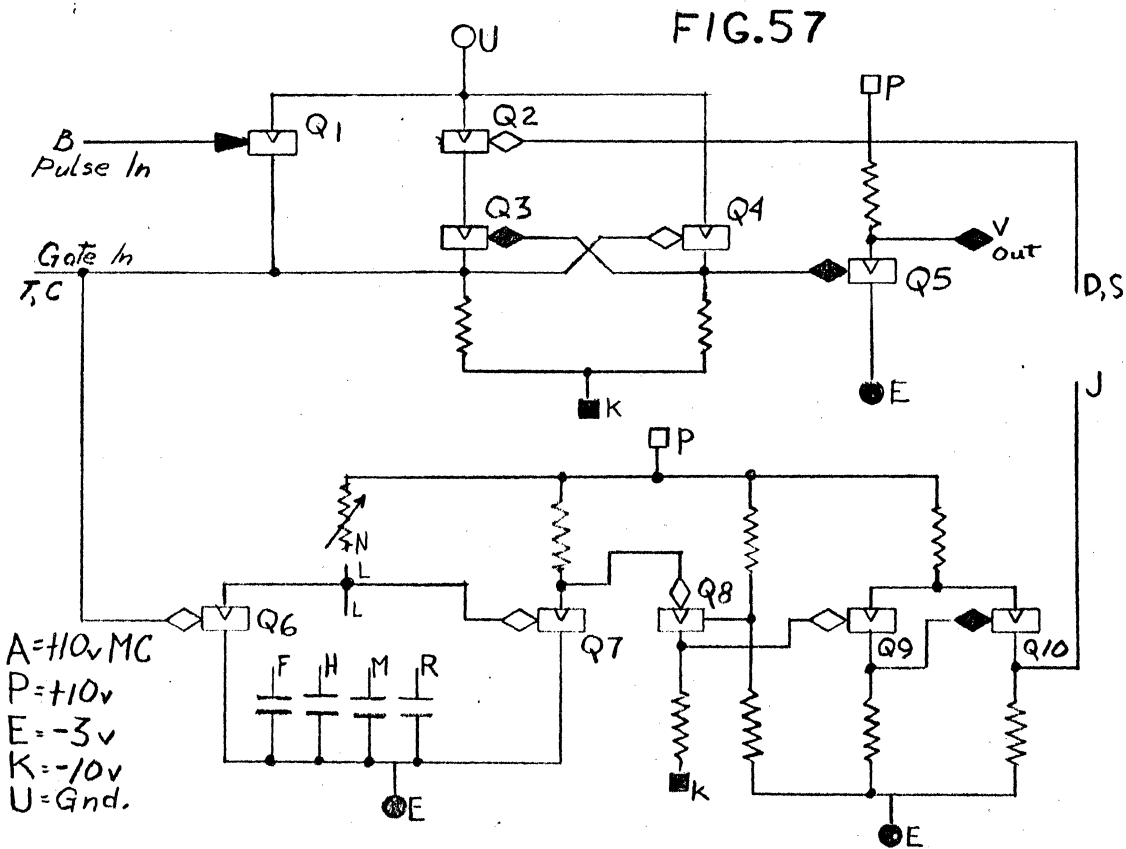 FIG.57
U
P
B
Pulse In
Q1
Q2
Q3
Q4
V
out
Gate In
T,C
Q5
D,S
K
E
J
P
N
L
L
Q6
Q7
Q8
Q9
Q10
F H M R
A=+10v MC
P=+10v
E=-3v
K=-10v
U=Gnd.
E
K
E